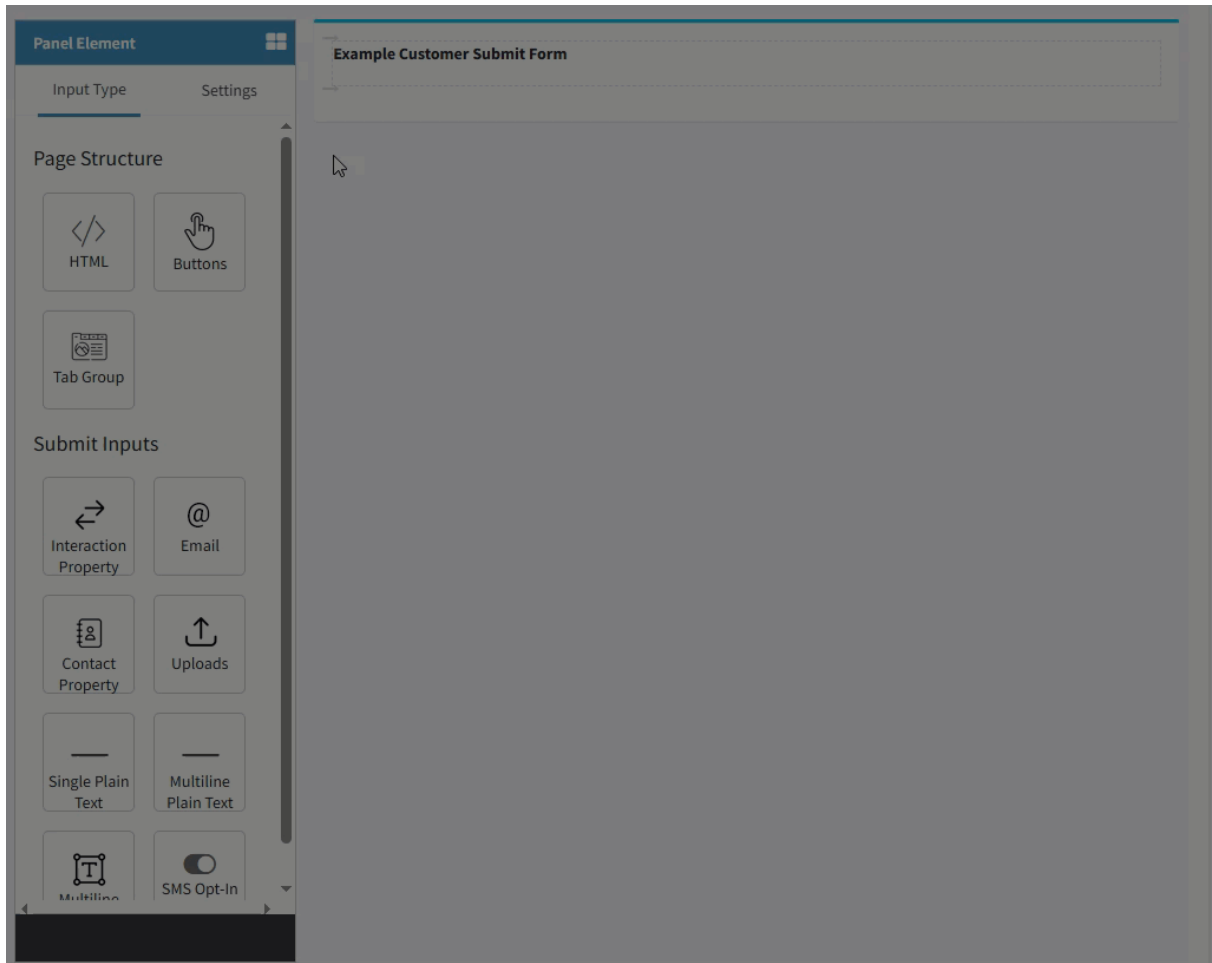 Panel Element
Input Type Settings
Page Structure
</>
HTML
Buttons
Tab Group
Submit Inputs
@
Interaction
Property
Email
Contact
Property
Uploads
Single Plain
Text
Multiline
Plain Text
T
Multiline
SMS Opt-In
Example Customer Submit Form